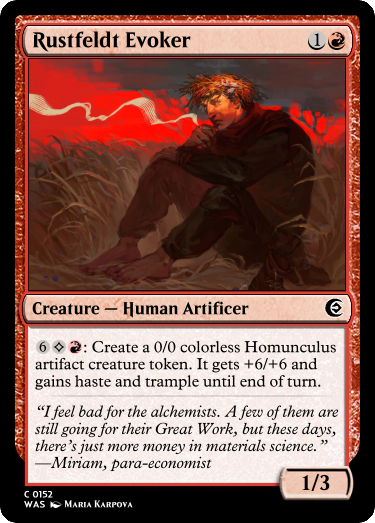 Rustfeldt Evoker 1
Creature — Human Artificer
6: Create a 0/0 colorless Homunculus
artifact creature token. It gets +6/+6 and
gains haste and trample until end of turn.
“I feel bad for the alchemists. A few of them are
still going for their Great Work, but these days,
there’s just more money in materials science.”
—Miriam, para-economist
1/3
C 0152
WAS Maria Karpova